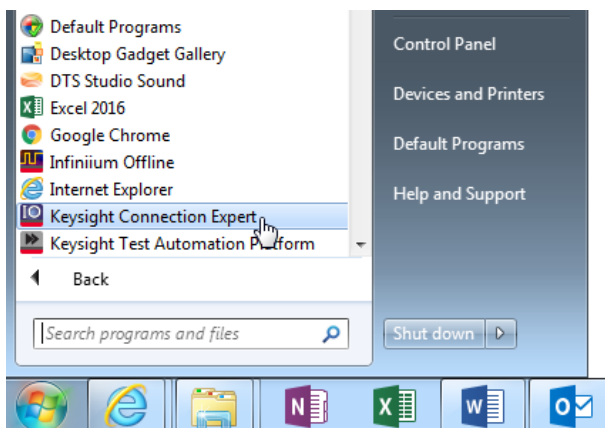 Default Programs
Desktop Gadget Gallery
DTS Studio Sound
Excel 2016
Google Chrome
Infiniium Offline
Internet Explorer
Keysight Connection Expert
Keysight Test Automation Platform
Back
Search programs and files
Control Panel
Devices and Printers
Default Programs
Help and Support
Shut down